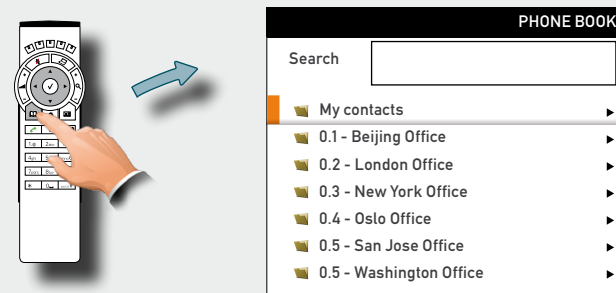 PHONE BOOK
Search
My contacts
0.1 - Beijing Office
0.2 - London Office
0.3 - New York Office
0.4 - Oslo Office
0.5 - San Jose Office
0.5 - Washington Office